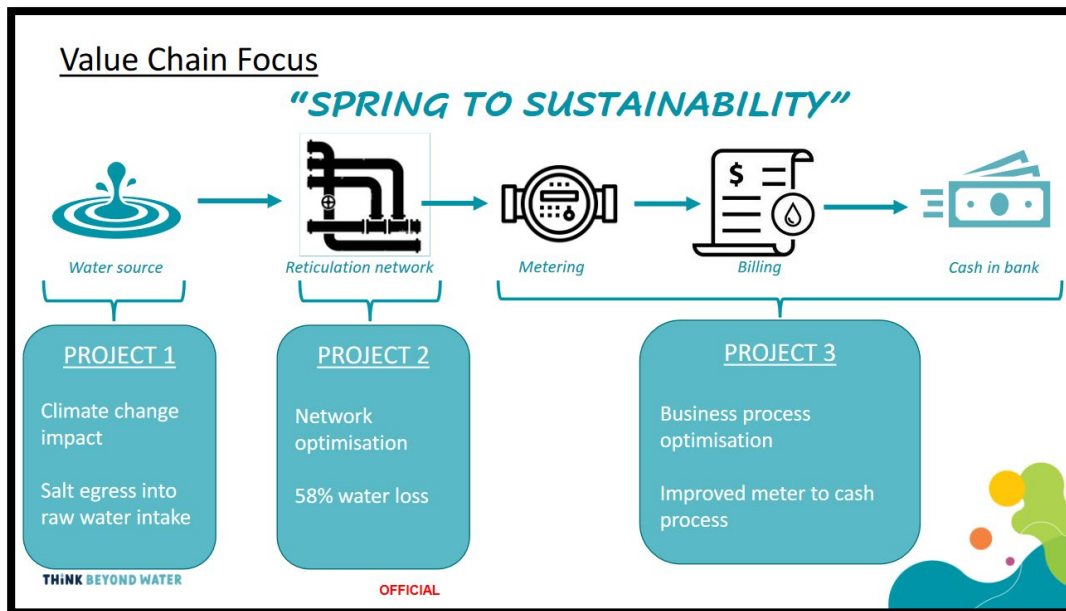 Value Chain Focus
“SPRING TO SUSTAINABILITY”
$
Water source
Reticulation network
Metering
Billing
Cash in bank
PROJECT 1
Climate change
impact
Salt egress into
raw water intake
PROJECT 2
Network
optimisation
58% water loss
PROJECT 3
Business process
optimisation
Improved meter to cash
process
THiNK BEYOND WATER
OFFICIAL